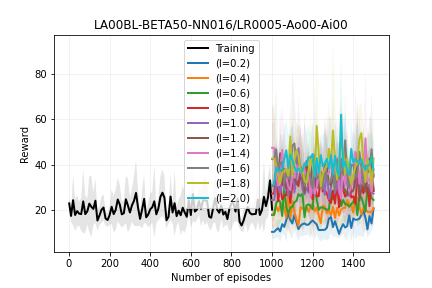 LA00BL-BETA50-NN016/LR0005-Ao00-Ai00
Reward
80
60
40
20
Training
(l=0.2)
(l=0.4)
(l=0.6)
(l=0.8)
(l=1.0)
(l=1.2)
(l=1.4)
(l=1.6)
(l=1.8)
(l=2.0)
0 200 400 600 800 1000 1200 1400
Number of episodes